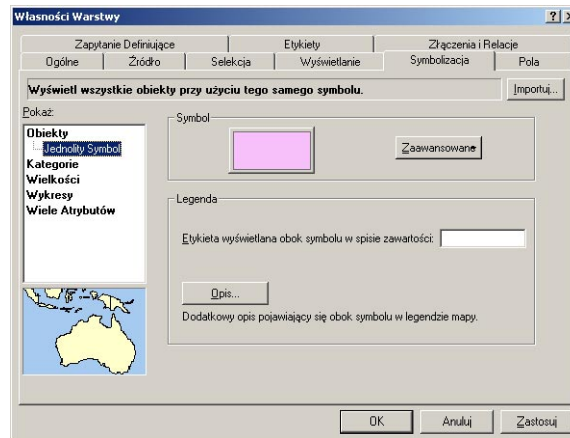 Własności Warstwy
Zapytanie Definiujące Etykiety Złączenia i Relacje
Ogólne Źródło Selekcja Wyświetlanie Symbolizacja Pola
Wyświetl wszystkie obiekty przy użyciu tego samego symbolu. Importuj...
Pokaż:
Obiekty
Jednolity Symbol
Kategorie
Wielkości
Wykresy
Wiele Atrybutów
Symbol
Zaawansowane
Legenda
Etykieta wyświetlana obok symbolu w spisie zawartości:
Opis...
Dodatkowy opis pojawiający się obok symbolu w legendzie mapy.
OK Anuluj Zastosuj